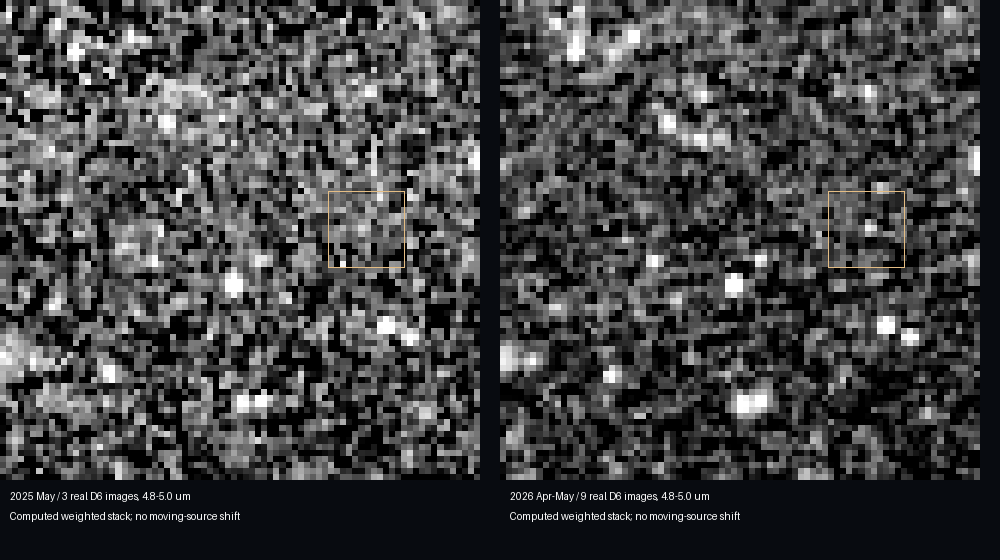 2025 May / 3 real D6 images, 4.8-5.0 um
Computed weighted stack; no moving-source shift
2026 Apr-May / 9 real D6 images, 4.8-5.0 um
Computed weighted stack; no moving-source shift